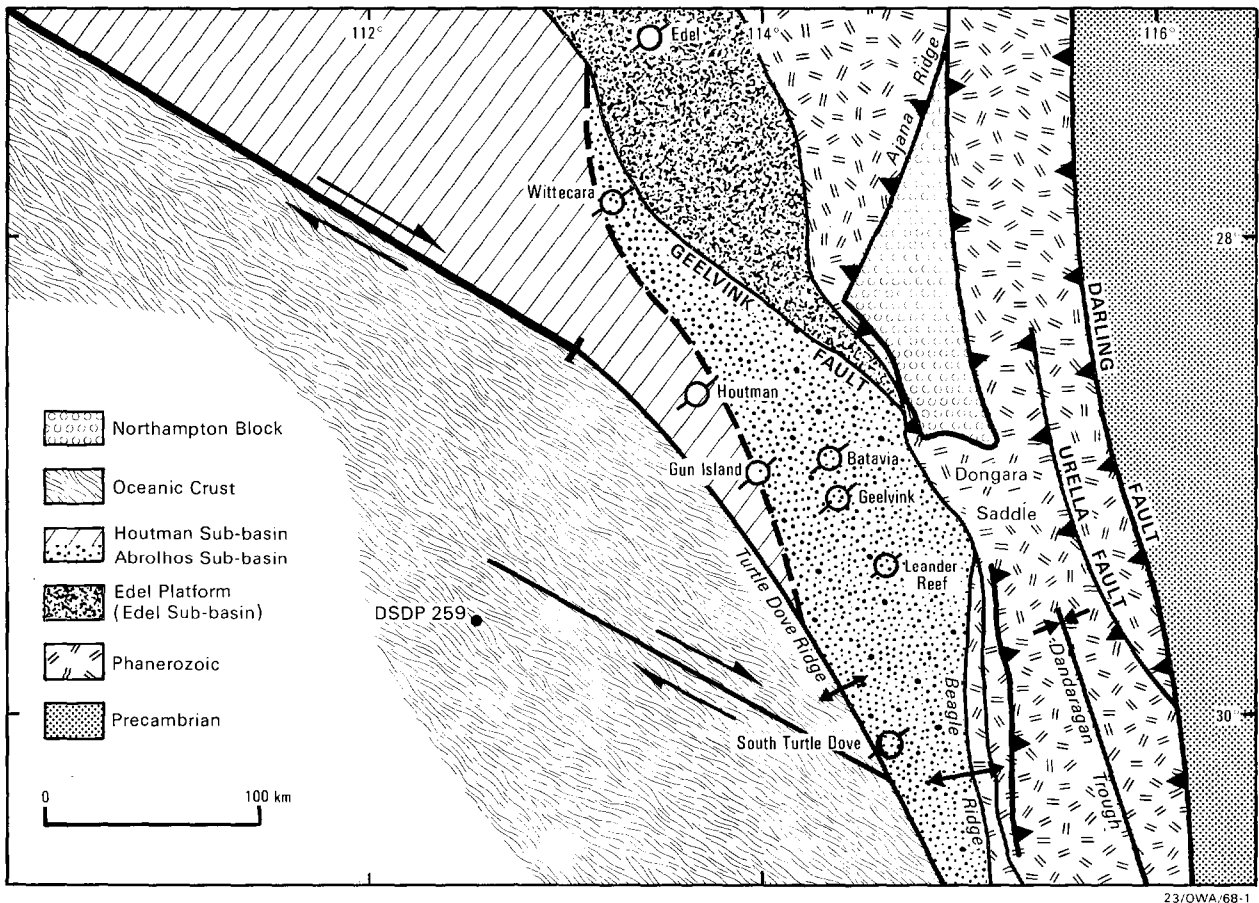 112°
Edel
114°
116°
Ajana Ridge
Wittecara
28
GEELVINK
FAULT
DARLING
FAULT
Houtman
Northampton Block
Batavia
Gun Island
Dongara
Saddle
URELLA
FAULT
Geelvink
Oceanic Crust
Houtman Sub-basin
Abrolhos Sub-basin
Leander
Reef
Turtle Dove Ridge
Edel Platform
(Edel Sub-basin)
DSDP 259
Phanerozoic
Beagle
Ridge
Dandaragan
Trough
Precambrian
30
South Turtle Dove
0
100 km
23/OWA/68-1